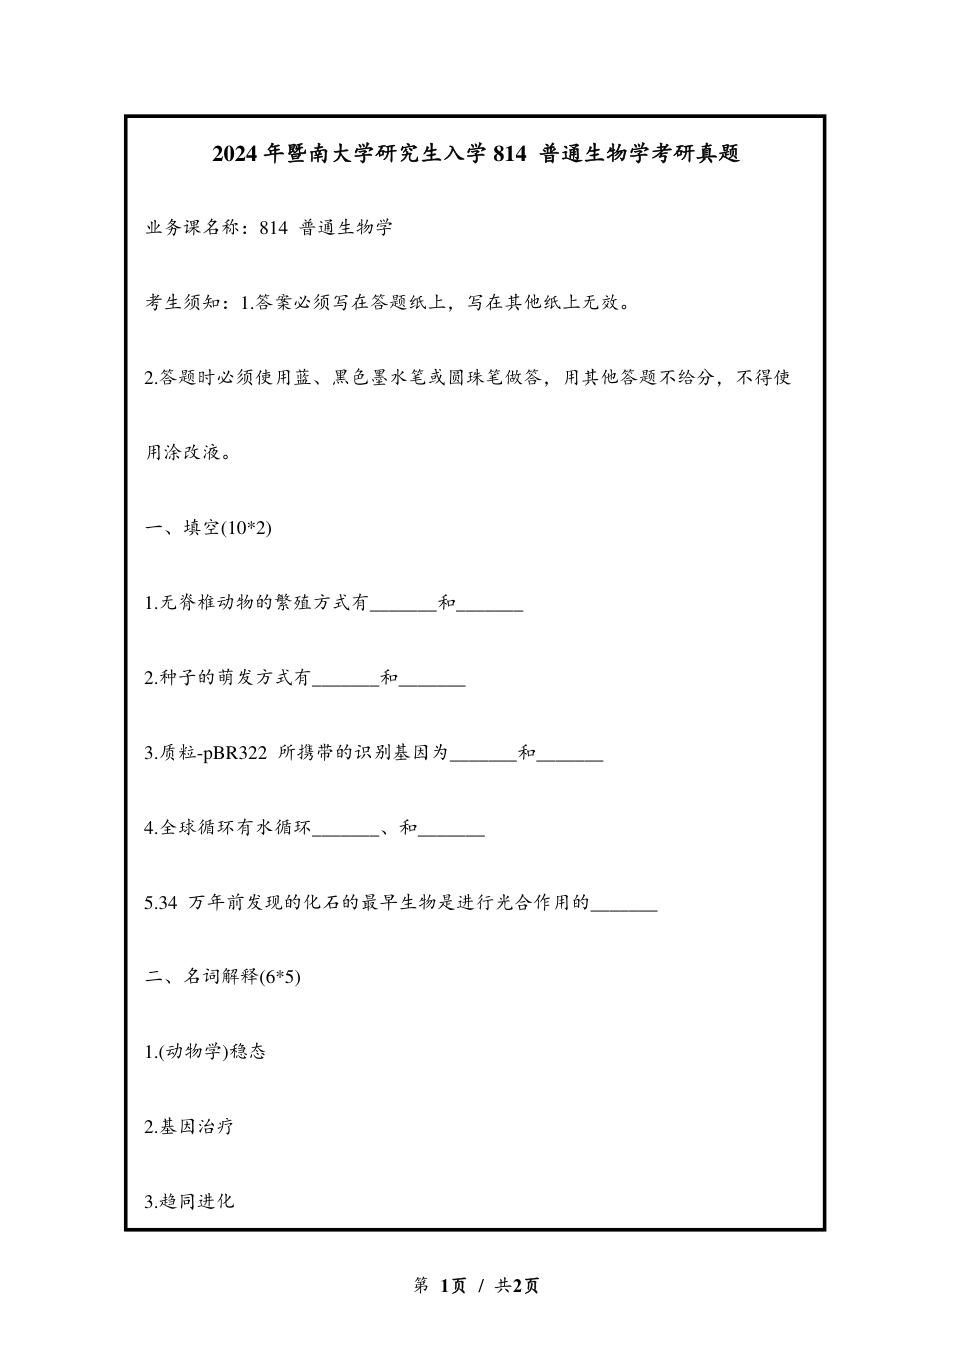 2024 年暨南大学研究生入学 814 普通生物学考研真题
业务课名称：814 普通生物学
考生须知：1.答案必须写在答题纸上，写在其他纸上无效。
2.答题时必须使用蓝、黑色墨水笔或圆珠笔做答，用其他答题不给分，不得使
用涂改液。
一、填空(10*2)
1.无脊椎动物的繁殖方式有_______和_______
2.种子的萌发方式有_______和_______
3.质粒-pBR322 所携带的识别基因为_______和_______
4.全球循环有水循环_______、和_______
5.34 万年前发现的化石的最早生物是进行光合作用的_______
二、名词解释(6*5)
1.(动物学)稳态
2.基因治疗
3.趋同进化
第 1页 / 共2页